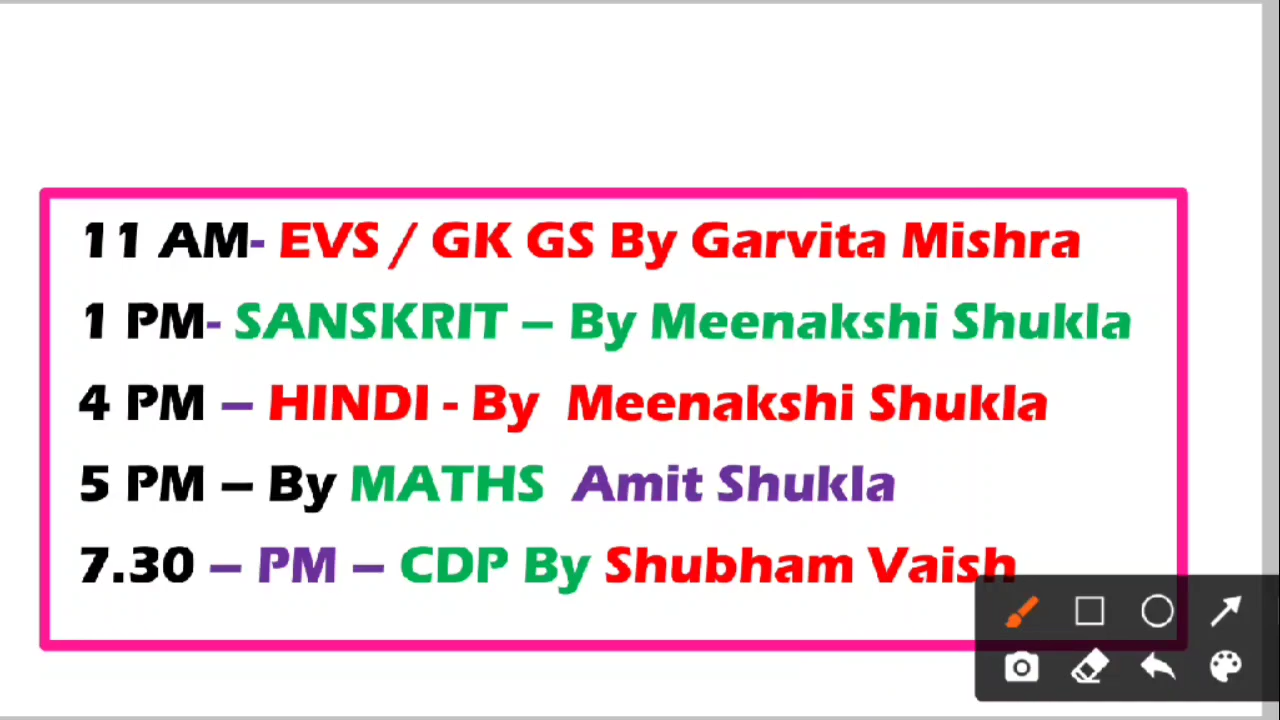 11 AM- EVS / GK GS By Garvita Mishra
1 PM- SANSKRIT – By Meenakshi Shukla
4 PM – HINDI - By Meenakshi Shukla
5 PM – By MATHS Amit Shukla
7.30 – PM – CDP By Shubham Vaish